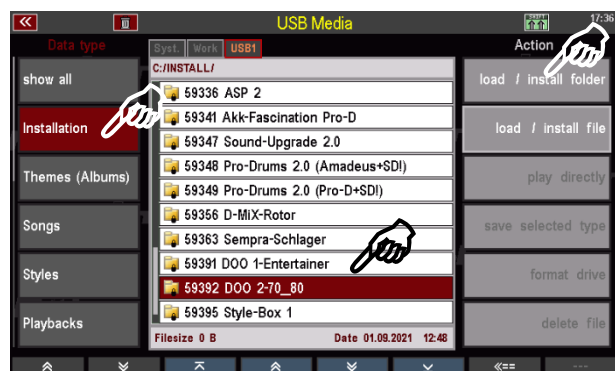 USB Media
SHIFT
17:36
Data type
Syst. Work USB1
Action
C:/INSTALL/
show all
Installation
Themes (Albums)
Songs
Styles
Playbacks
59336 ASP 2
59341 Akk-Fascination Pro-D
59347 Sound-Upgrade 2.0
59348 Pro-Drums 2.0 (Amadeus+SD!)
59349 Pro-Drums 2.0 (Pro-D+SD!)
59356 D-MiX-Rotor
59363 Sempra-Schlager
59391 DOO 1-Entertainer
59392 DOO 2-70_80
59395 Style-Box 1
Filesize 0 B
Date 01.09.2021 12:48
load / install folder
load / install file
play directly
save selected type
format drive
delete file
«==
---